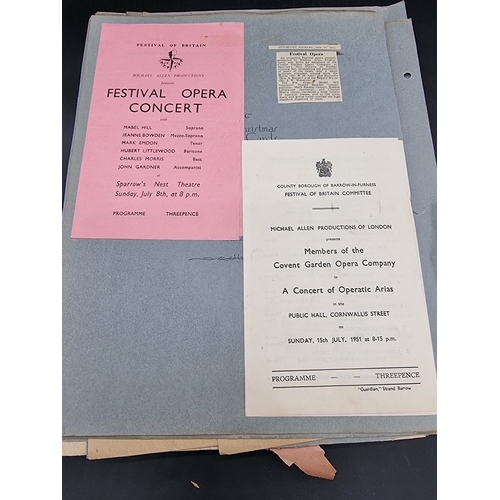 FESTIVAL OF BRITAIN
MICHAEL ALLEN PRODUCTIONS
presents
FESTIVAL OPERA
CONCERT
with
MABEL HILL Soprano
JEANNE BOWDEN Mezzo-Soprano
MARK EMDON Tenor
HUBERT LITTLEWOOD Baritone
CHARLES MORRIS Bass
JOHN GARDNER Accompanist
at
Sparrow's Nest Theatre
Sunday, July 8th, at 8 p.m.
PROGRAMME THREEPENCE
Festival Opera
Christmas
Cards
COUNTY BOROUGH OF BARROW-IN-FURNESS
FESTIVAL OF BRITAIN COMMITTEE
MICHAEL ALLEN PRODUCTIONS OF LONDON
presents
Members of the
Covent Garden Opera Company
in
A Concert of Operatic Arias
in the
PUBLIC HALL, CORNWALLIS STREET
on
SUNDAY, 15th JULY, 1951 at 8-15 p.m.
PROGRAMME — — THREEPENCE
"Guardian," Strand, Barrow